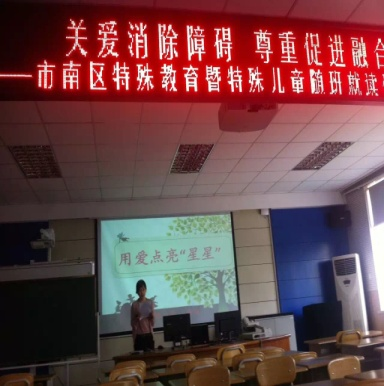 关爱消除障碍 尊重促进融合
——市南区特殊教育暨特殊儿童随班就读
用爱点亮“星星”